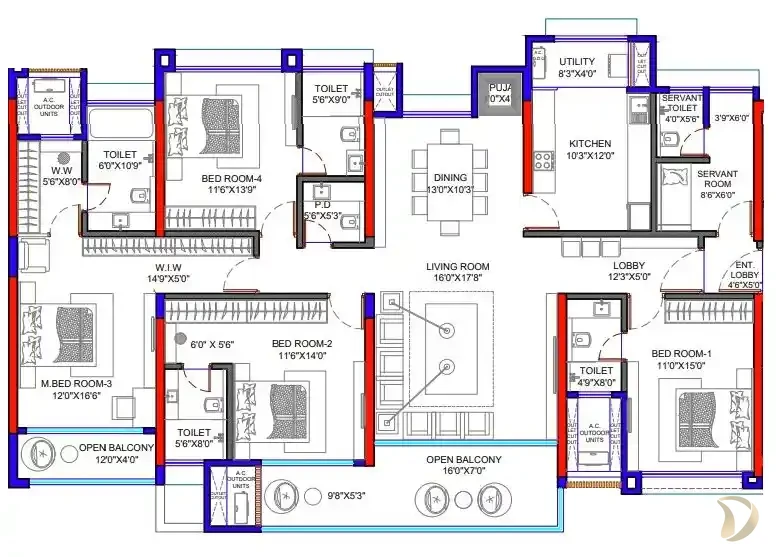 UTILITY
8'3"X4'0"
A.C.
OUTDOOR
UNITS
TOILET
5'6"X9'0"
PUJA
SERVANT
TOILET
4'0"X5'6"
3'9"X6'0"
KITCHEN
10'3"X12'0"
TOILET
6'0"X10'9"
W.W
5'6"X8'0"
BED ROOM-4
11'6"X13'9"
DINING
13'0"X10'3"
SERVANT
ROOM
8'6"X6'0"
P.D
5'6"X5'3"
W.I.W
14'9"X5'0"
LIVING ROOM
16'0"X17'8"
LOBBY
12'3"X5'0"
ENT.
LOBBY
4'6"X5'0"
6'0" X 5'6"
BED ROOM-2
11'6"X14'0"
M.BED ROOM-3
12'0"X16'6"
BED ROOM-1
11'0"X15'0"
TOILET
4'9"X8'0"
TOILET
5'6"X8'0"
OPEN BALCONY
12'0"X4'0"
A.C.
OUTDOOR
UNITS
OPEN BALCONY
16'0"X7'0"
A.C.
OUTDOOR
UNITS
9'8"X5'3"